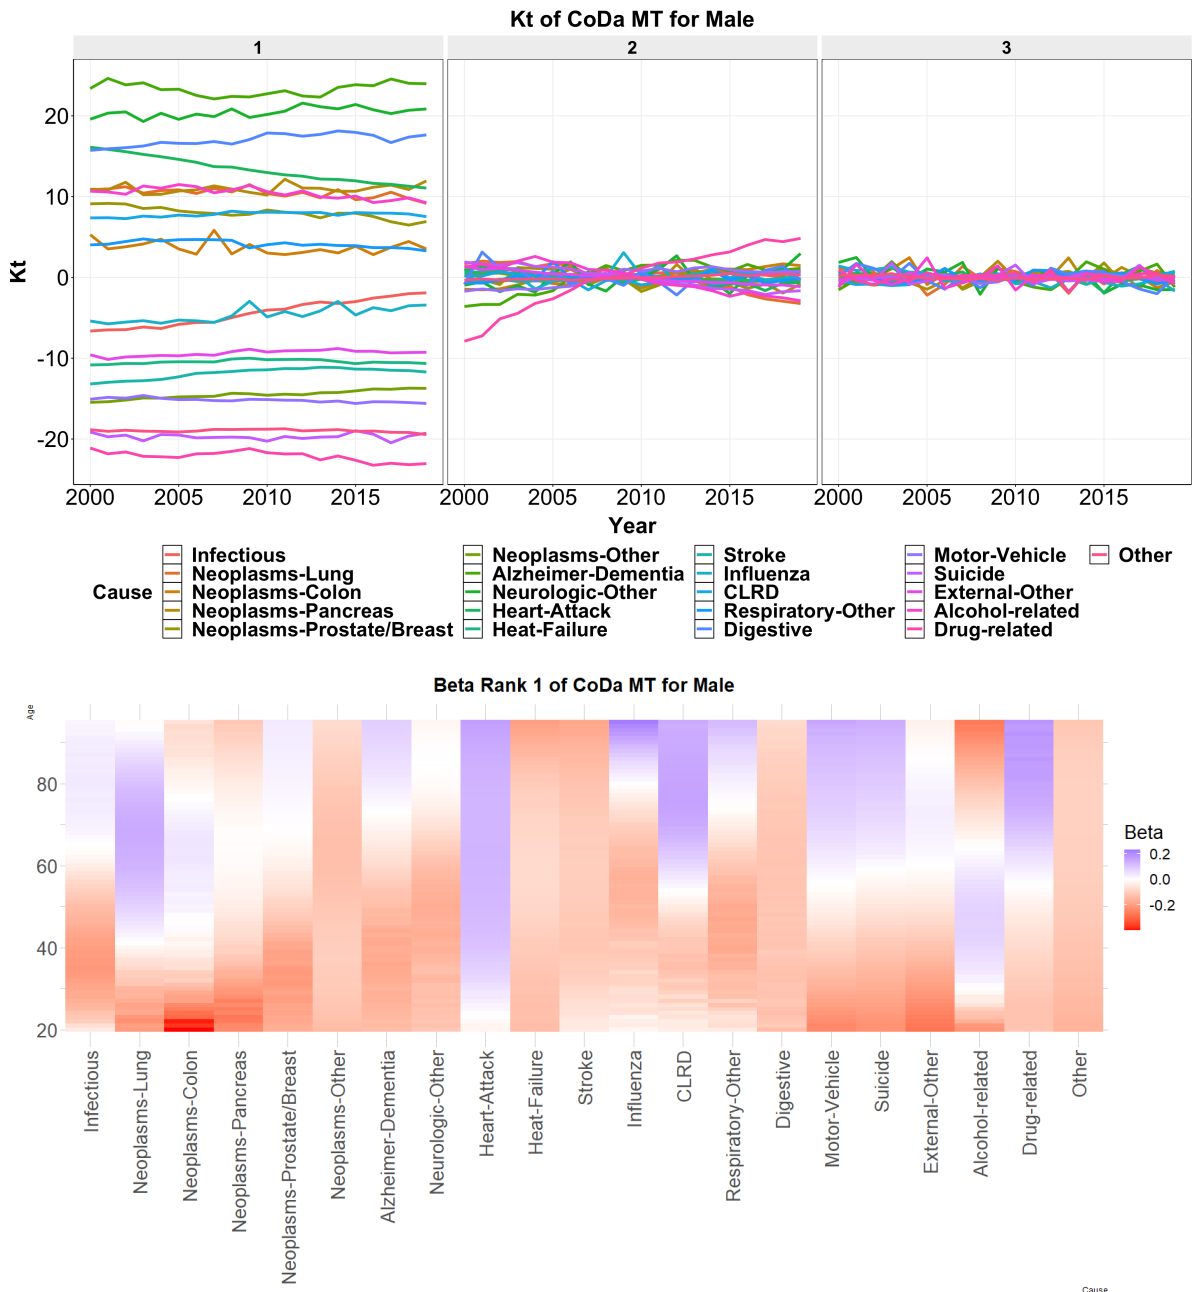 Kt of CoDa MT for Male
1 2 3
20
10
0
-10
-20
Kt
2000 2005 2010 2015 2000 2005 2010 2015 2000 2005 2010 2015
Year
Cause
Infectious
Neoplasms-Lung
Neoplasms-Colon
Neoplasms-Pancreas
Neoplasms-Prostate/Breast
Neoplasms-Other
Alzheimer-Dementia
Neurologic-Other
Heart-Attack
Heat-Failure
Stroke
Influenza
CLRD
Respiratory-Other
Digestive
Motor-Vehicle
Suicide
External-Other
Alcohol-related
Drug-related
Other
Beta Rank 1 of CoDa MT for Male
Age
80
60
40
20
Infectious
Neoplasms-Lung
Neoplasms-Colon
Neoplasms-Pancreas
Neoplasms-Prostate/Breast
Neoplasms-Other
Alzheimer-Dementia
Neurologic-Other
Heart-Attack
Heat-Failure
Stroke
Influenza
CLRD
Respiratory-Other
Digestive
Motor-Vehicle
Suicide
External-Other
Alcohol-related
Drug-related
Other
Beta
0.2
0.0
-0.2
Cause